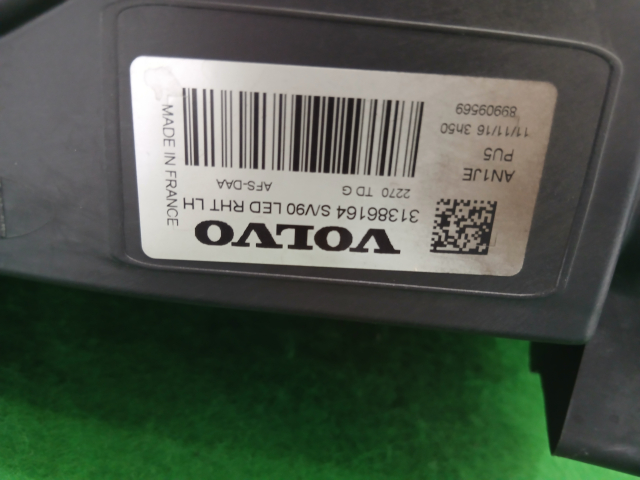 VOLVO
31386164 S/V90 LED RHT LH
2270 TD G AFS-DAA
AN1JE
PU5
11/11/16 3h50
89909569
MADE IN FRANCE